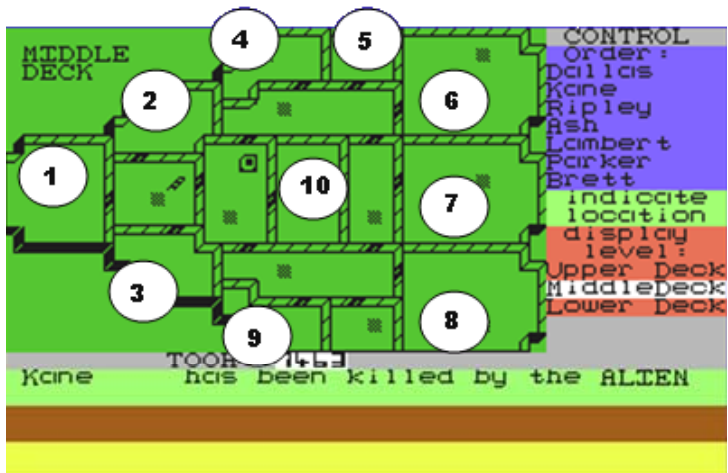 MIDDLE
DECK
4
5
2
6
1
10
7
3
9
8
CONTROL
Order:
Dallas
Kane
Ripley
Ash
Lambert
Parker
Brett
indicate
location
display
level:
Upper Deck
MiddleDeck
Lower Deck
Kane has been killed by the ALIEN